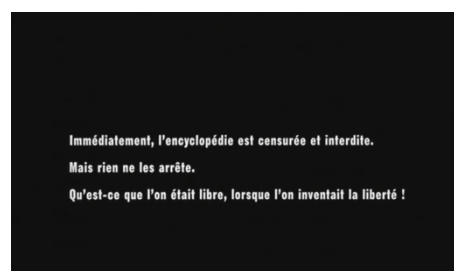 Immédiatement, l'encyclopédie est censurée et interdite.
Mais rien ne les arrête.
Qu'est-ce que l'on était libre, lorsque l'on inventait la liberté !